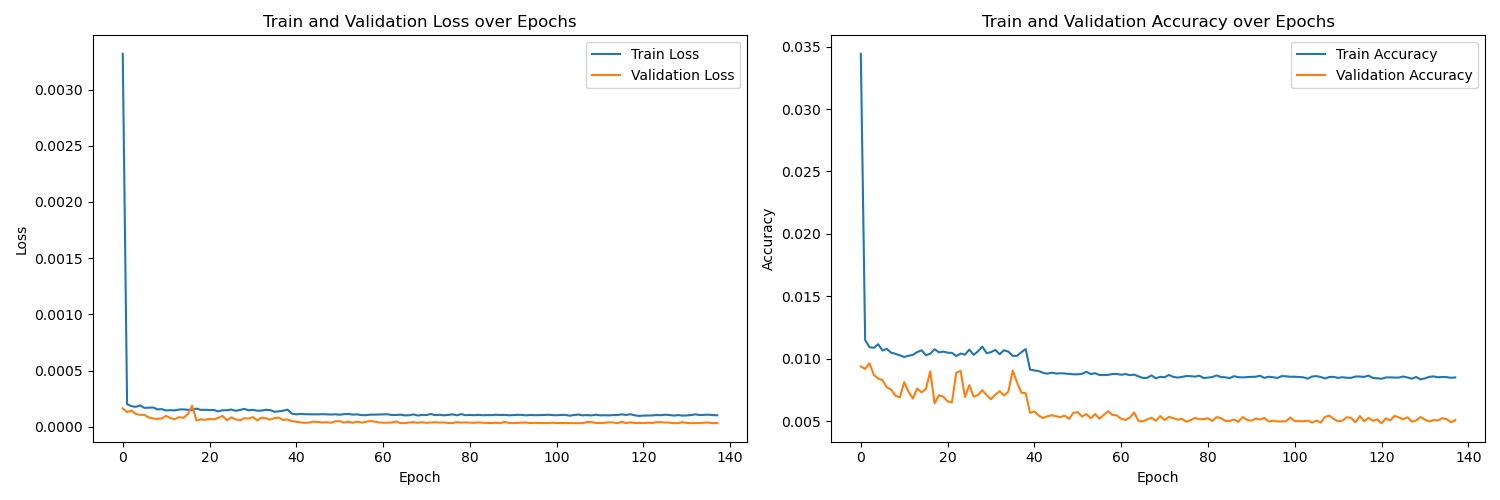 Train and Validation Loss over Epochs
Train Loss
Validation Loss
0.0030
0.0025
0.0020
0.0015
0.0010
0.0005
0.0000
Loss
0 20 40 60 80 100 120 140
Epoch
Train and Validation Accuracy over Epochs
Train Accuracy
Validation Accuracy
0.035
0.030
0.025
0.020
0.015
0.010
0.005
Accuracy
0 20 40 60 80 100 120 140
Epoch